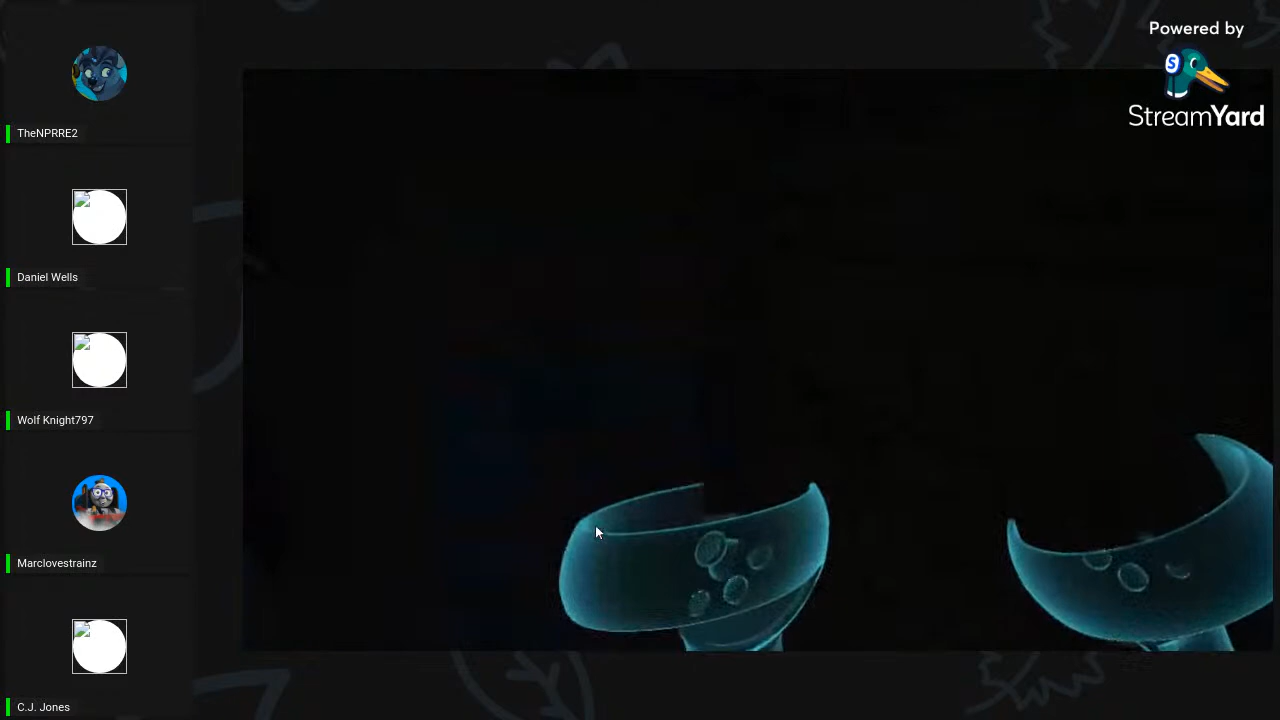 Powered by
S
StreamYard
TheNPRRE2
Daniel Wells
Wolf Knight797
Marclovestrainz
C.J. Jones